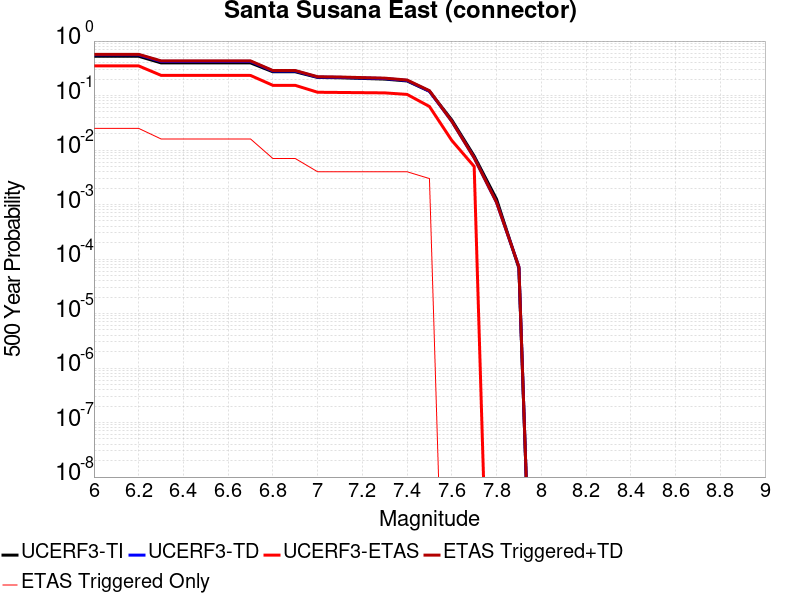 Santa Susana East (connector)
10^0
10^-1
10^-2
10^-3
10^-4
10^-5
10^-6
10^-7
10^-8
500 Year Probability
6 6.2 6.4 6.6 6.8 7 7.2 7.4 7.6 7.8 8 8.2 8.4 8.6 8.8 9
Magnitude
UCERF3-TI UCERF3-TD UCERF3-ETAS ETAS Triggered+TD
ETAS Triggered Only